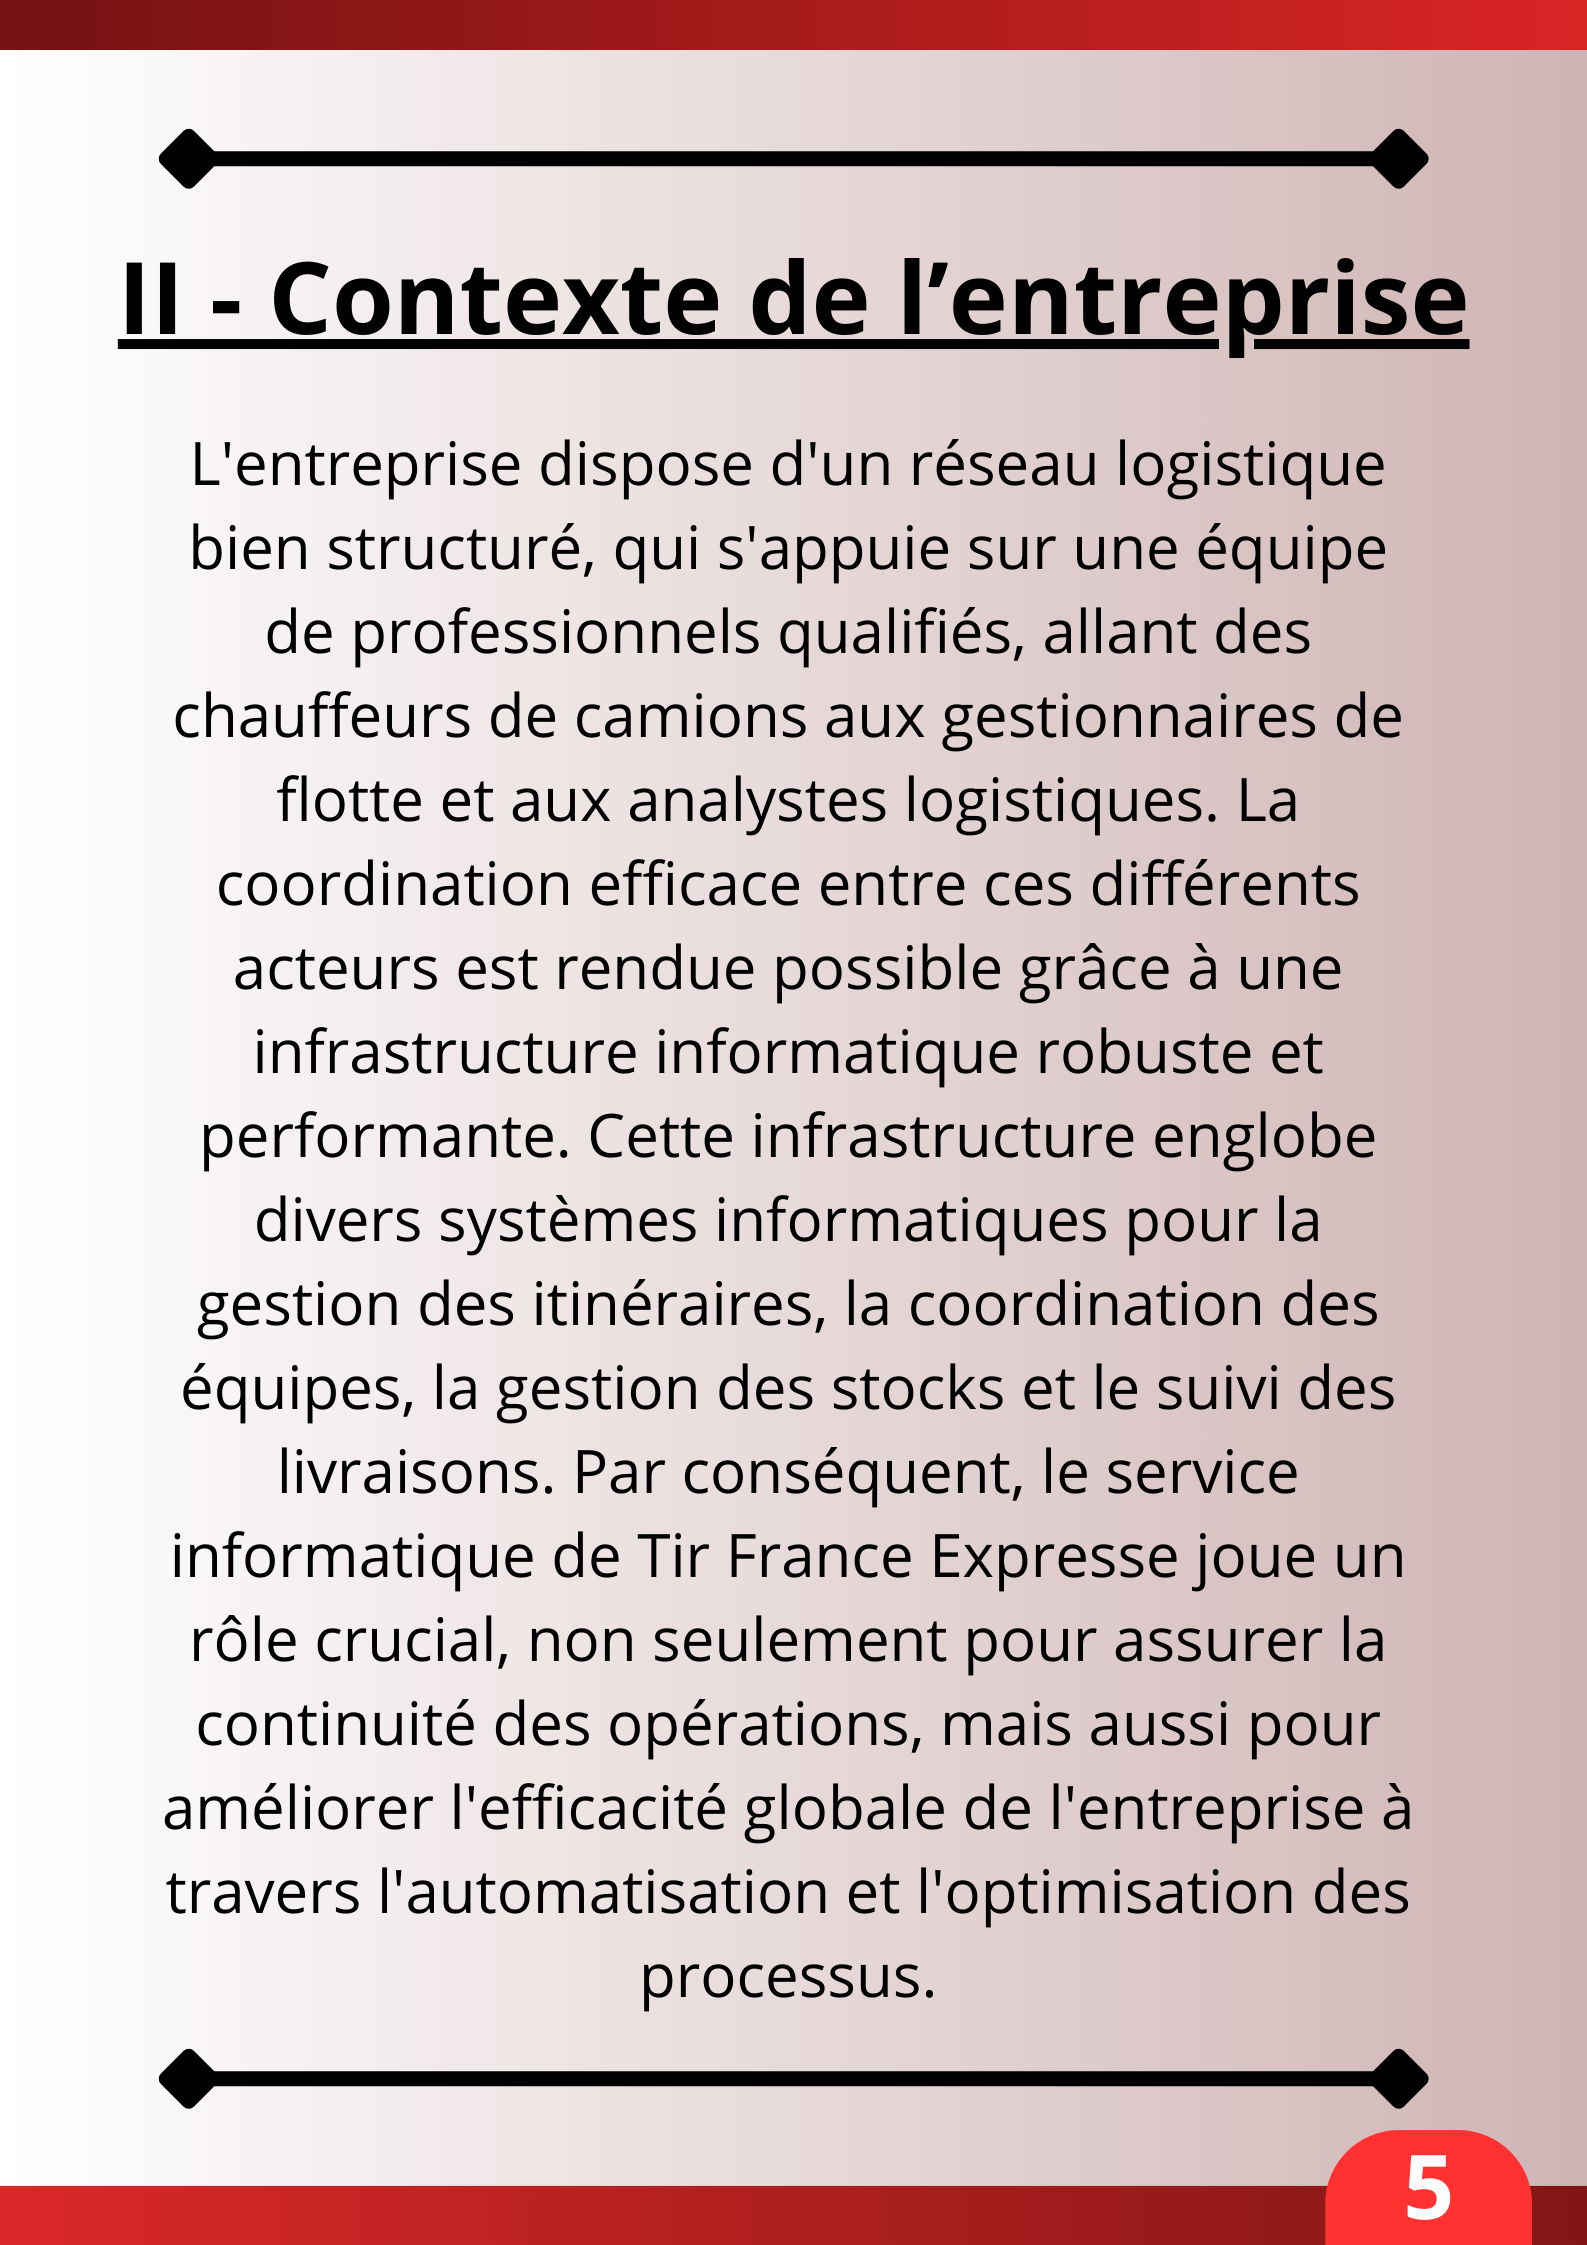 II - Contexte de l’entreprise
L'entreprise dispose d'un réseau logistique
bien structuré, qui s'appuie sur une équipe
de professionnels qualifiés, allant des
chauffeurs de camions aux gestionnaires de
flotte et aux analystes logistiques. La
coordination efficace entre ces différents
acteurs est rendue possible grâce à une
infrastructure informatique robuste et
performante. Cette infrastructure englobe
divers systèmes informatiques pour la
gestion des itinéraires, la coordination des
équipes, la gestion des stocks et le suivi des
livraisons. Par conséquent, le service
informatique de Tir France Expresse joue un
rôle crucial, non seulement pour assurer la
continuité des opérations, mais aussi pour
améliorer l'efficacité globale de l'entreprise à
travers l'automatisation et l'optimisation des
processus.
5